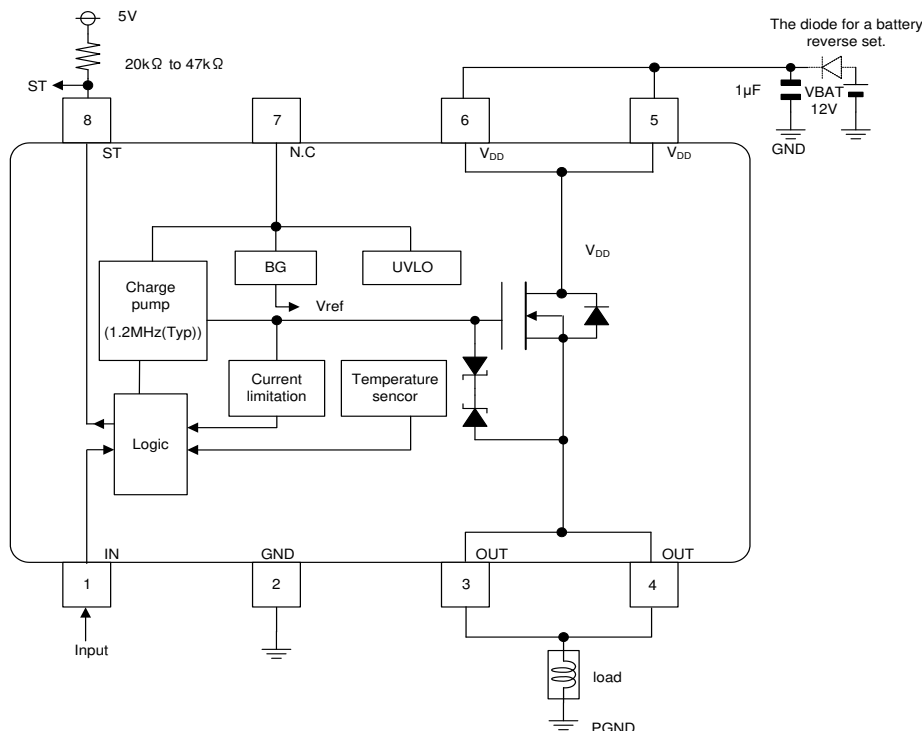 5V
The diode for a battery
reverse set.
20kΩ to 47kΩ
ST
1µF
VBAT
12V
8
7
6
5
ST
N.C
VDD
VDD
GND
BG
UVLO
VDD
Charge
pump
(1.2MHz(Typ)
Vref
Current
limitation
Temperature
sencor
Logic
IN
GND
OUT
OUT
1
2
3
4
Input
load
PGND